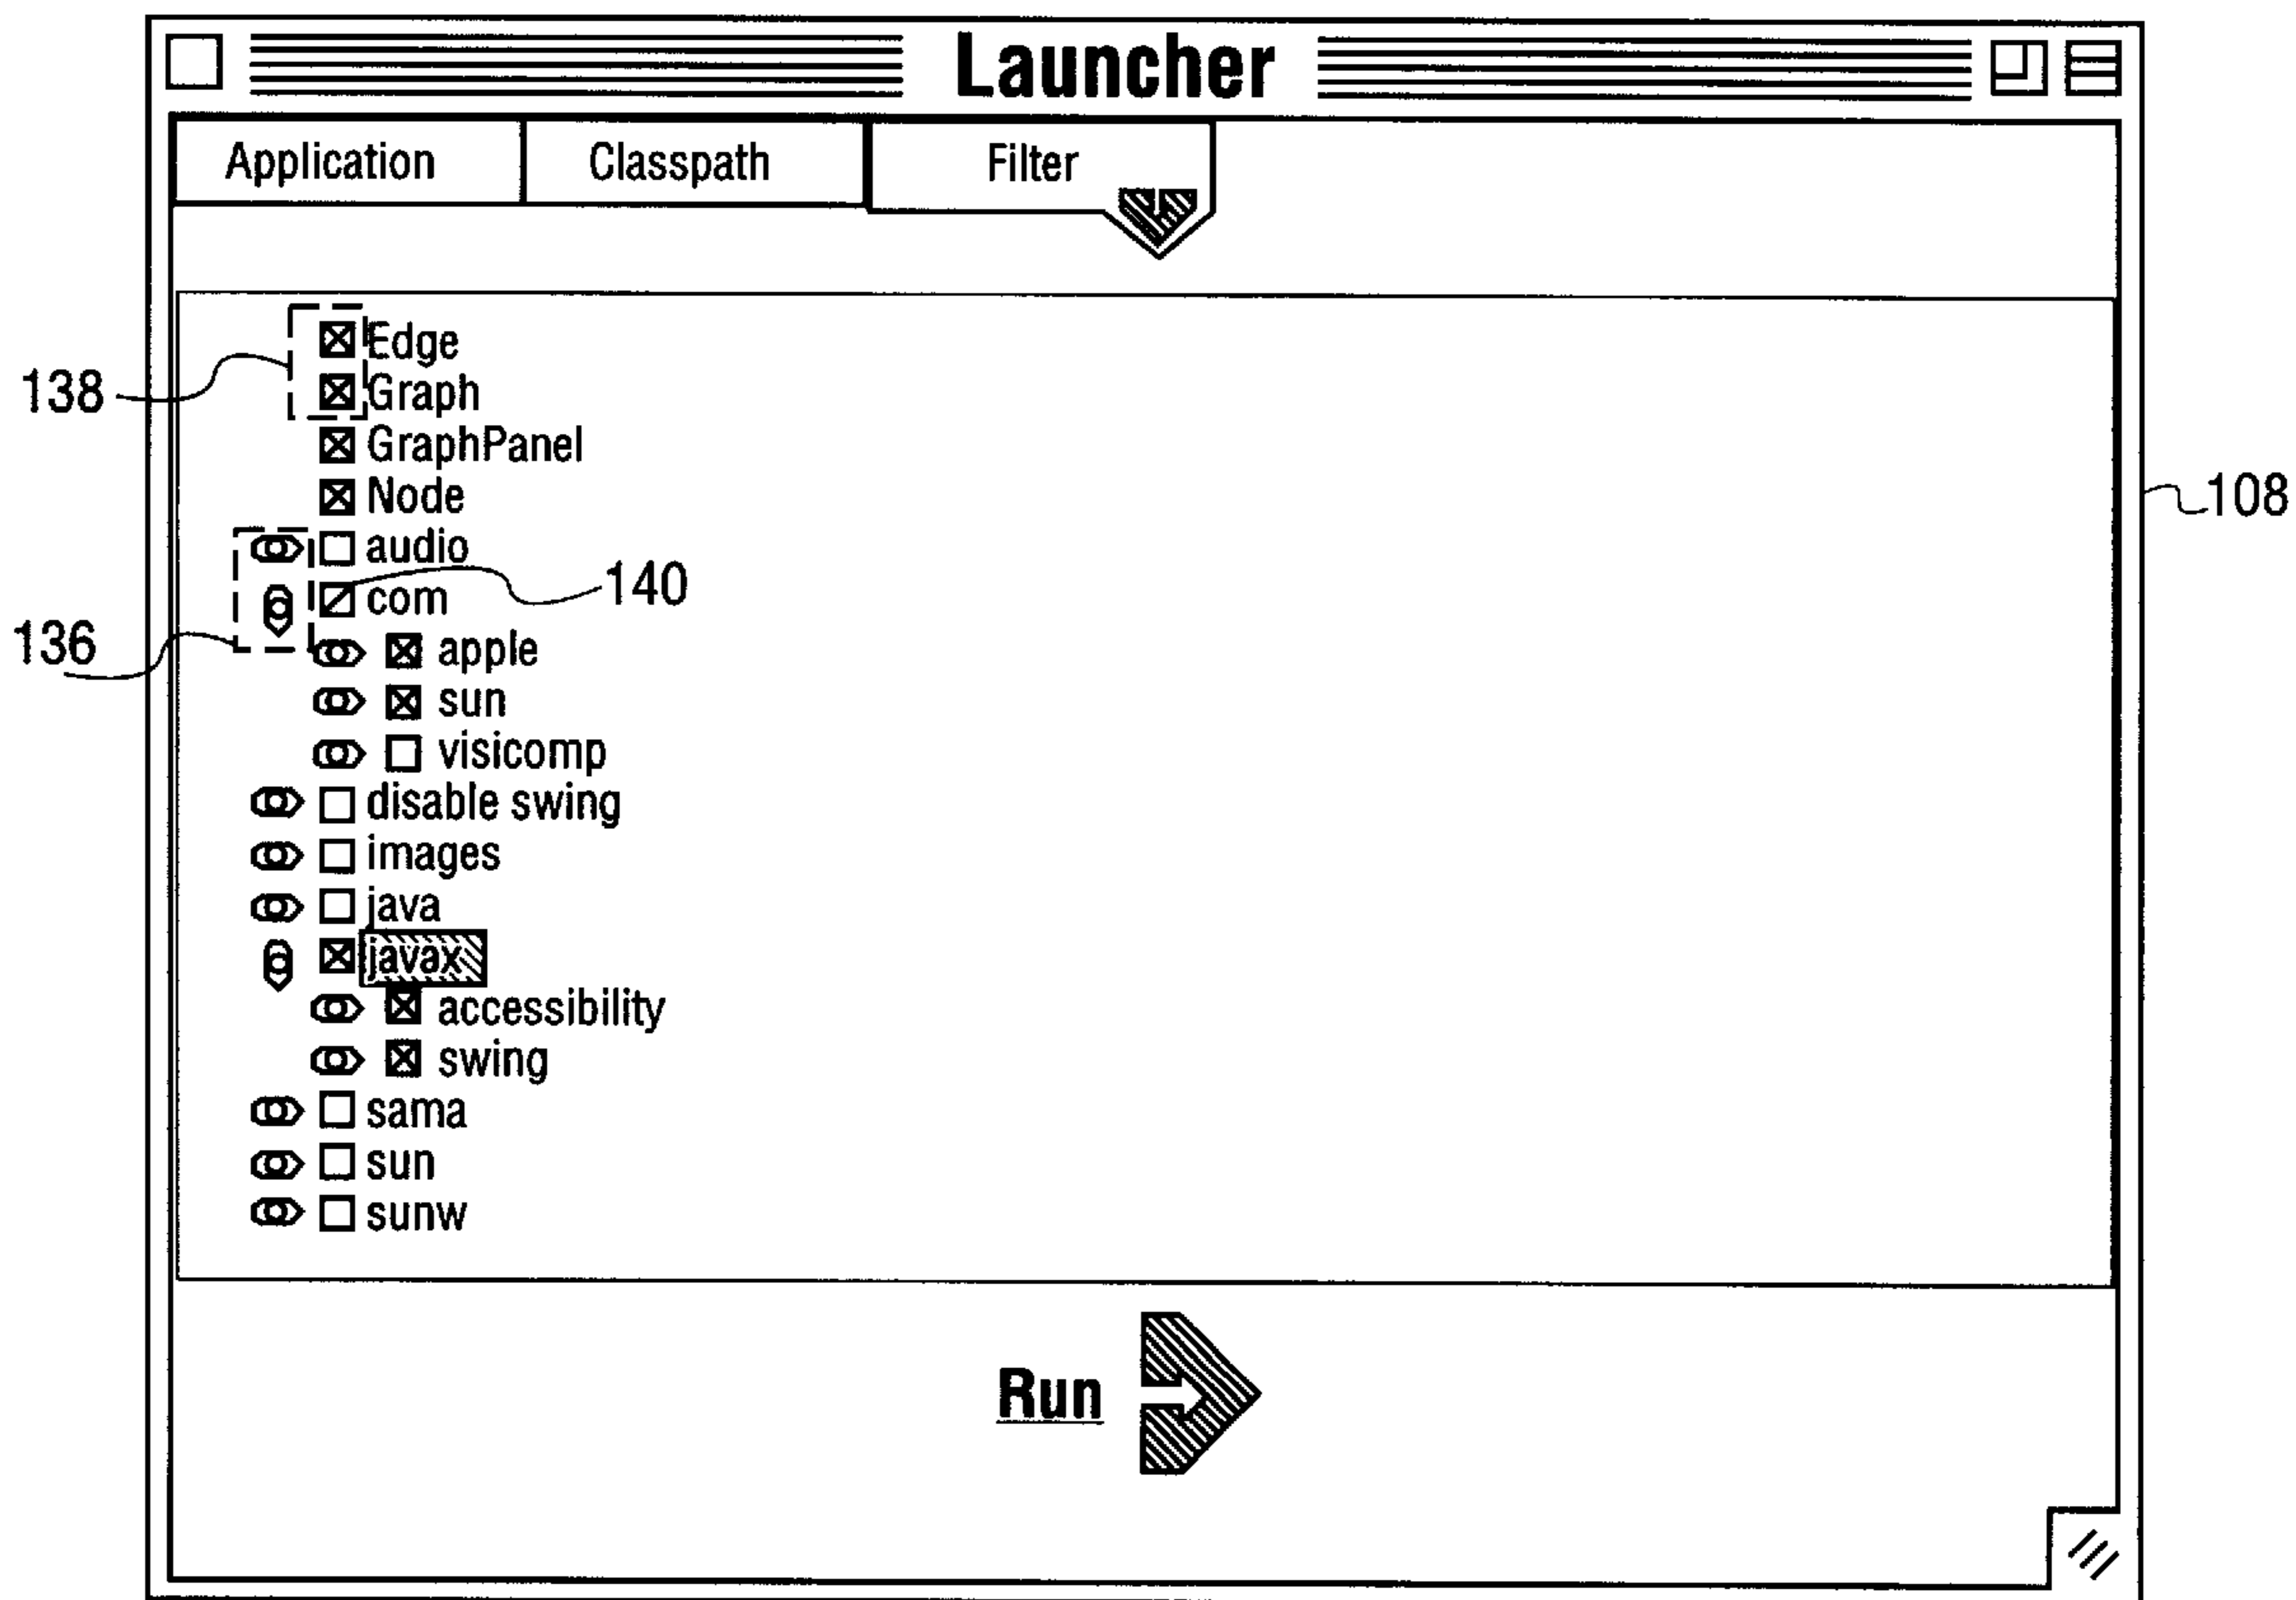 Launcher
Application Classpath Filter
Edge
138
Graph
GraphPanel
Node
108
audio
com
140
136
apple
sun
visicomp
disable swing
images
java
javax
accessibility
swing
sama
sun
sunw
Run